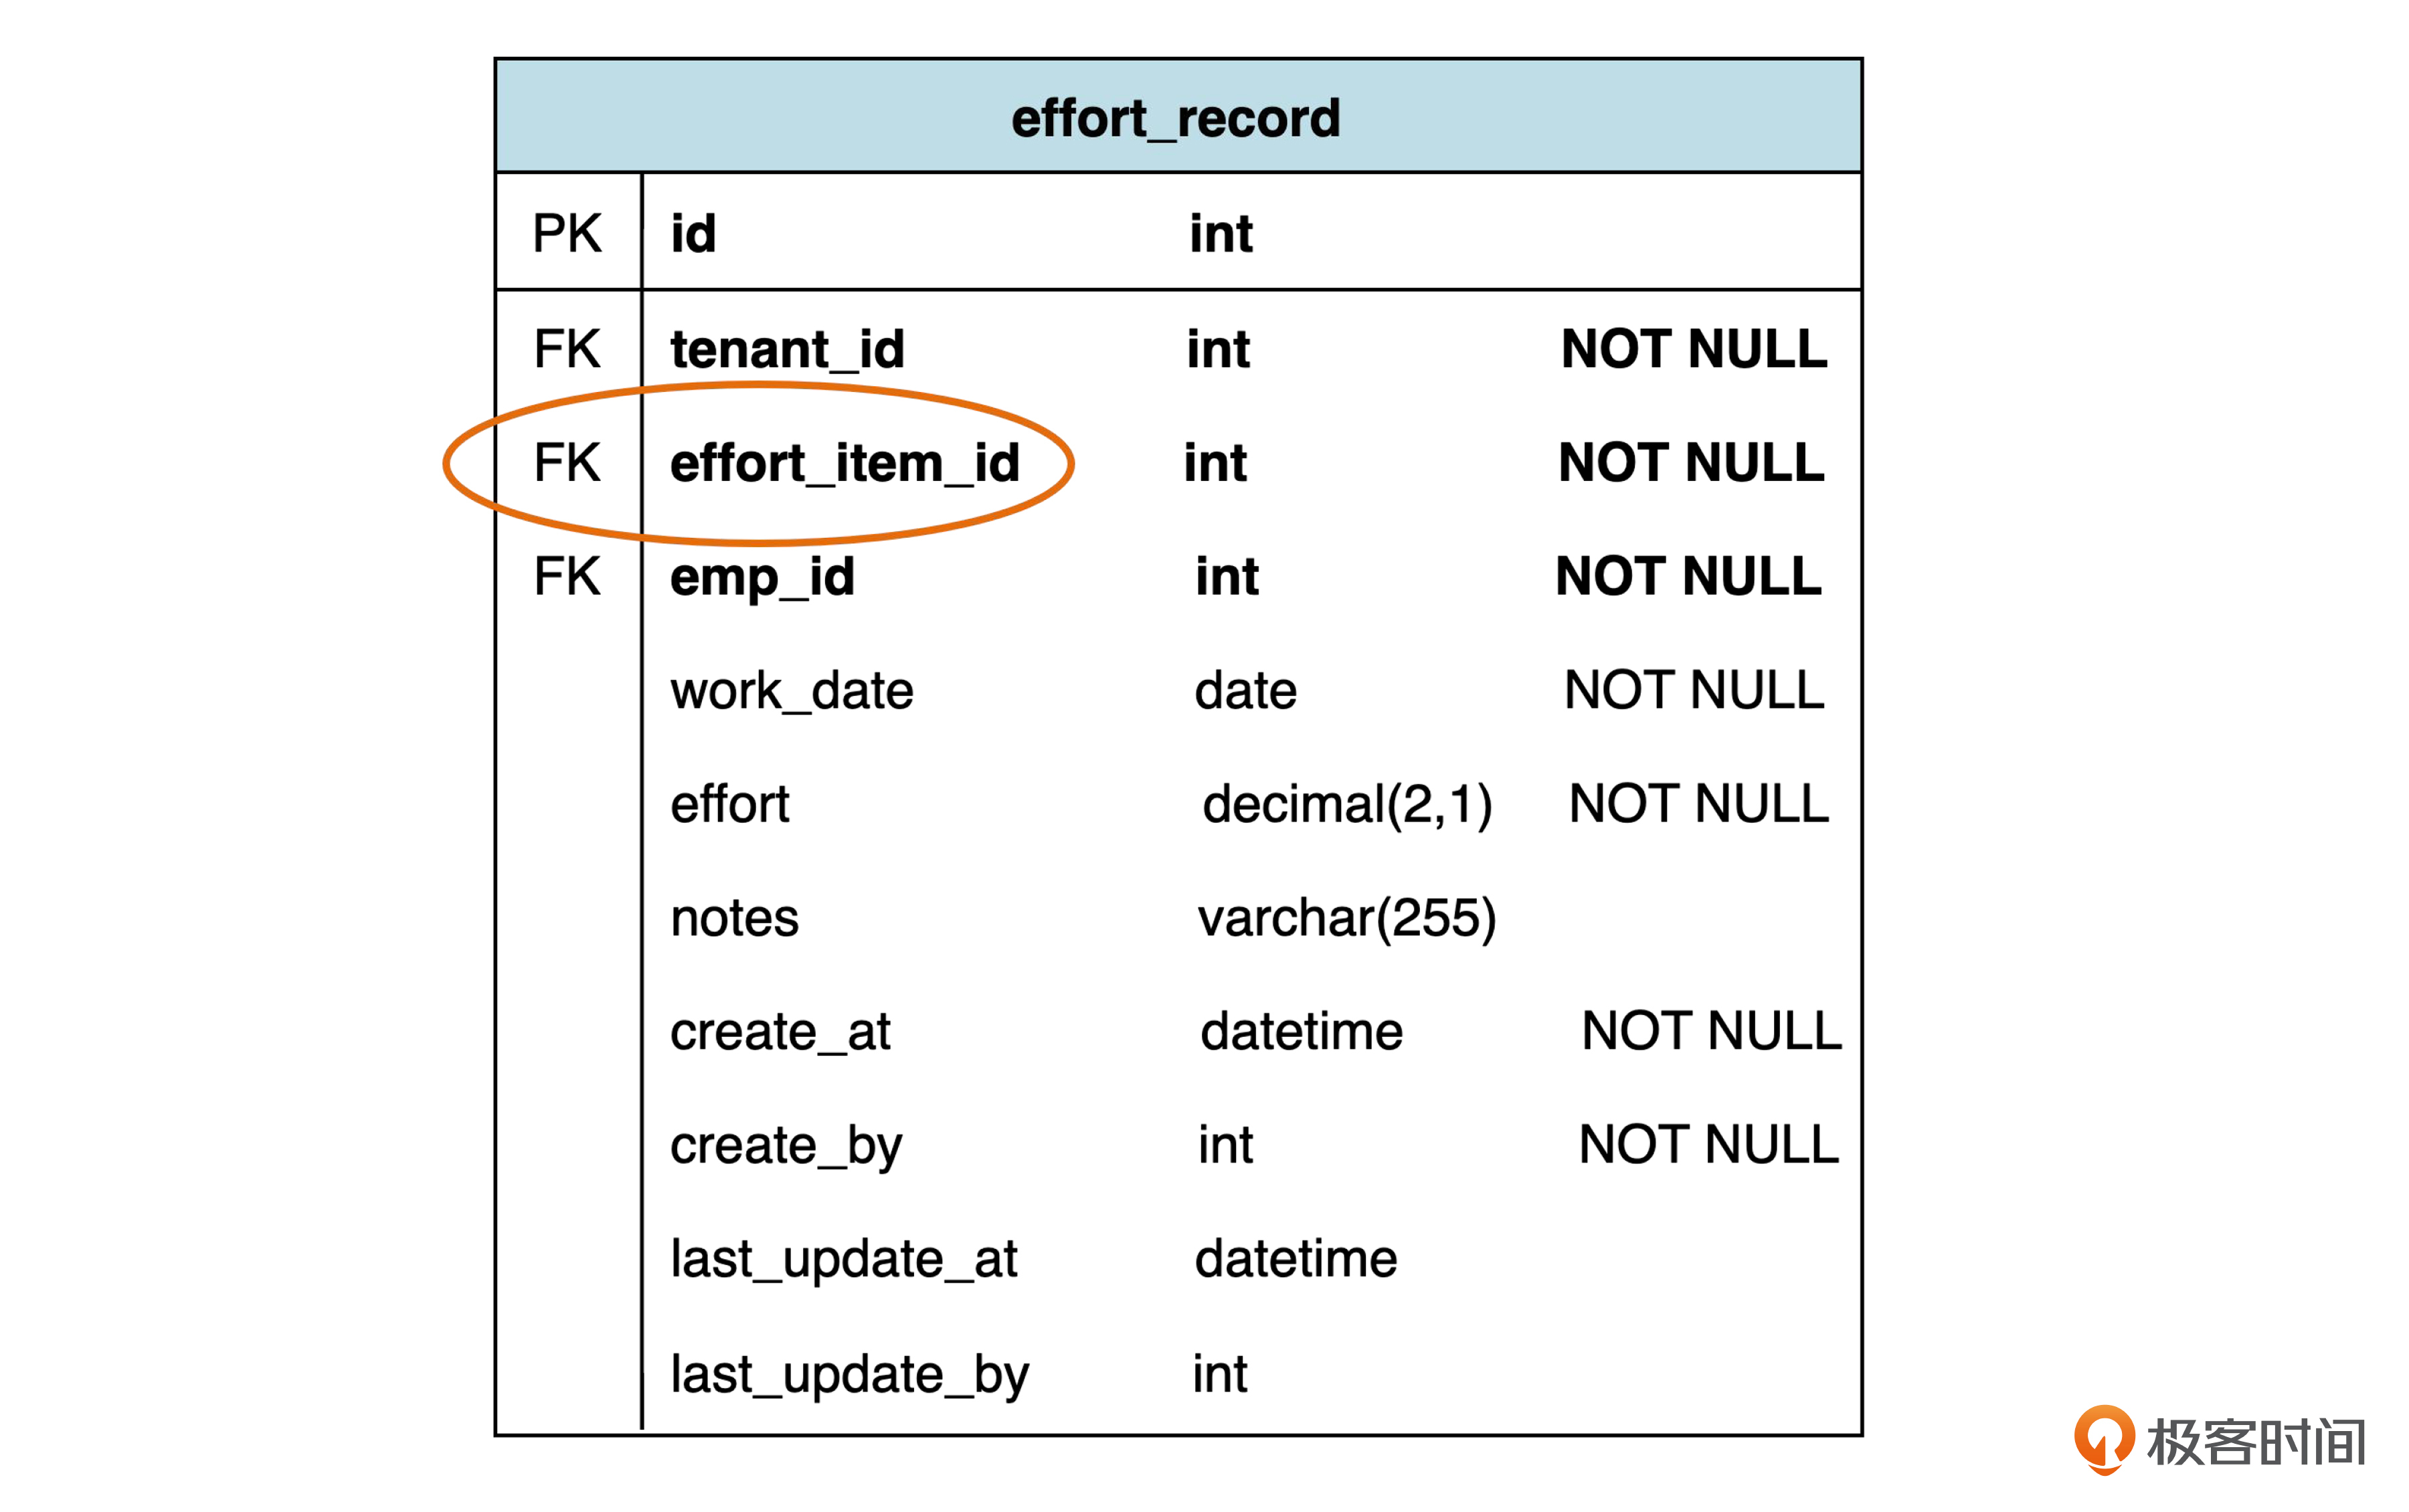 effort_record
PK id int
FK tenant_id int NOT NULL
FK effort_item_id int NOT NULL
FK emp_id int NOT NULL
work_date date NOT NULL
effort decimal(2,1) NOT NULL
notes varchar(255)
create_at datetime NOT NULL
create_by int NOT NULL
last_update_at datetime
last_update_by int
极客时间